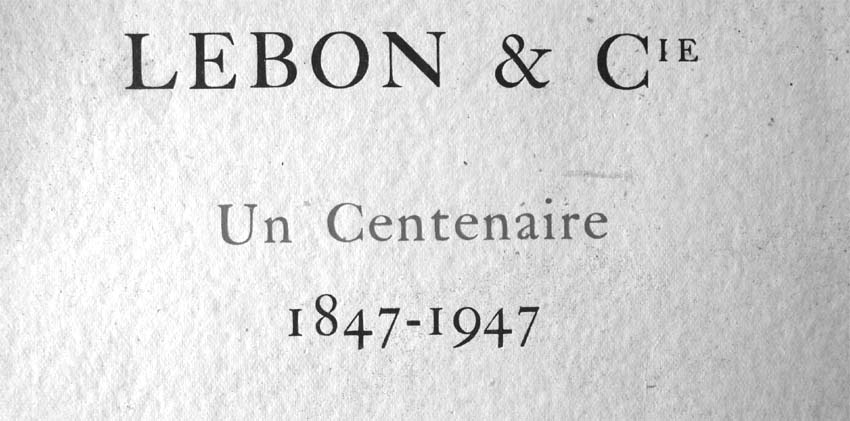 LEBON & CIE
Un Centenaire
1847-1947